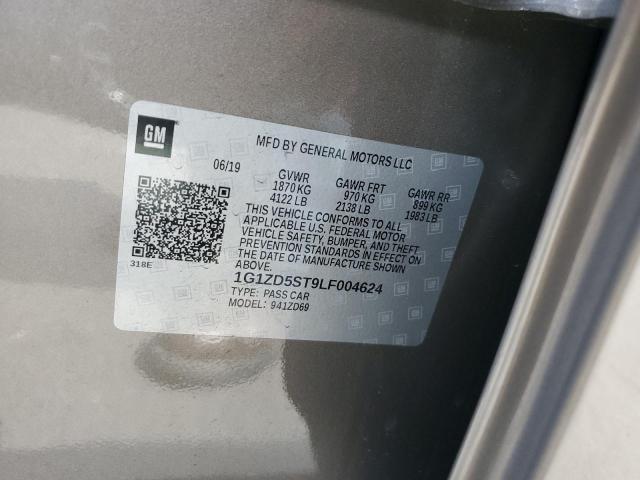 GM
MFD BY GENERAL MOTORS LLC
06/19
GVWR
1870 KG
4122 LB
GAWR FRT
970 KG
2138 LB
GAWR RR
899 KG
1983 LB
THIS VEHICLE CONFORMS TO ALL
APPLICABLE U.S. FEDERAL MOTOR
VEHICLE SAFETY, BUMPER, AND THEFT
PREVENTION STANDARDS IN EFFECT ON
THE DATE OF MANUFACTURE SHOWN
ABOVE.
318E
1G1ZD5ST9LF004624
TYPE: PASS CAR
MODEL: 941ZD69